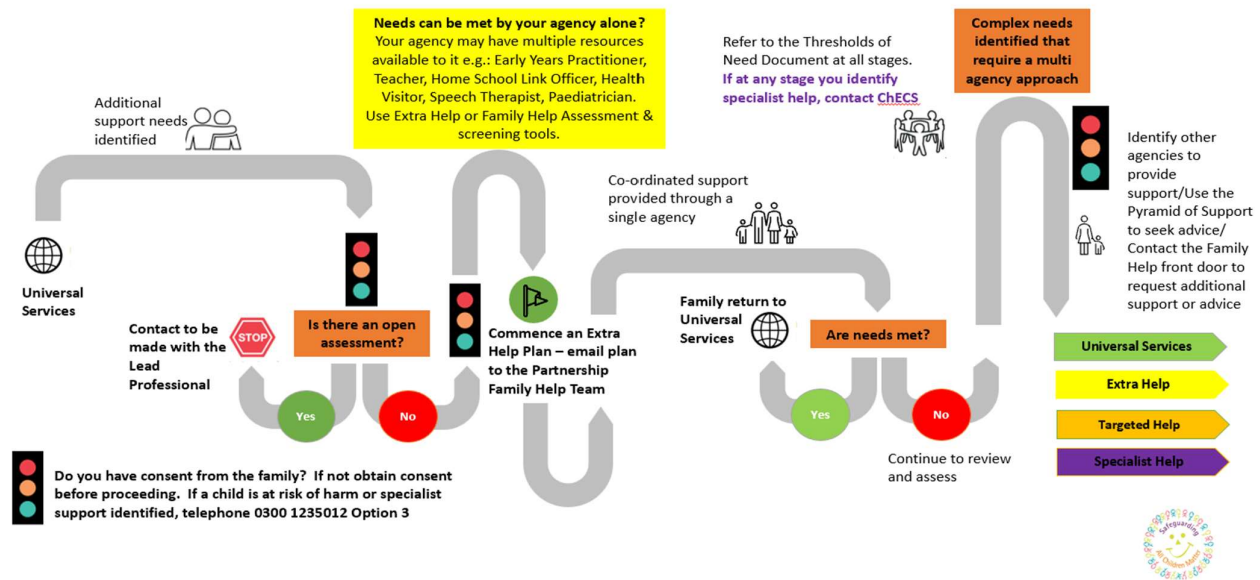 Needs can be met by your agency alone?
Your agency may have multiple resources
available to it e.g.: Early Years Practitioner,
Teacher, Home School Link Officer, Health
Visitor, Speech Therapist, Paediatrician.
Use Extra Help or Family Help Assessment &
screening tools.
Refer to the Thresholds of
Need Document at all stages.
If at any stage you identify
specialist help, contact ChECS
Complex needs
identified that
require a multi
agency approach
Additional
support needs
identified
Identify other
agencies to
provide
support/Use the
Pyramid of Support
to seek advice/
Contact the Family
Help front door to
request additional
support or advice
Co-ordinated support
provided through a
single agency
Universal
Services
Contact to be
made with the
Lead
Professional
STOP
Is there an open
assessment?
Yes
No
Commence an Extra
Help Plan – email plan
to the Partnership
Family Help Team
Family return to
Universal
Services
Are needs met?
Yes
No
Continue to review
and assess
Universal Services
Extra Help
Targeted Help
Specialist Help
Do you have consent from the family? If not obtain consent
before proceeding. If a child is at risk of harm or specialist
support identified, telephone 0300 1235012 Option 3
Safeguarding
All Children Matter